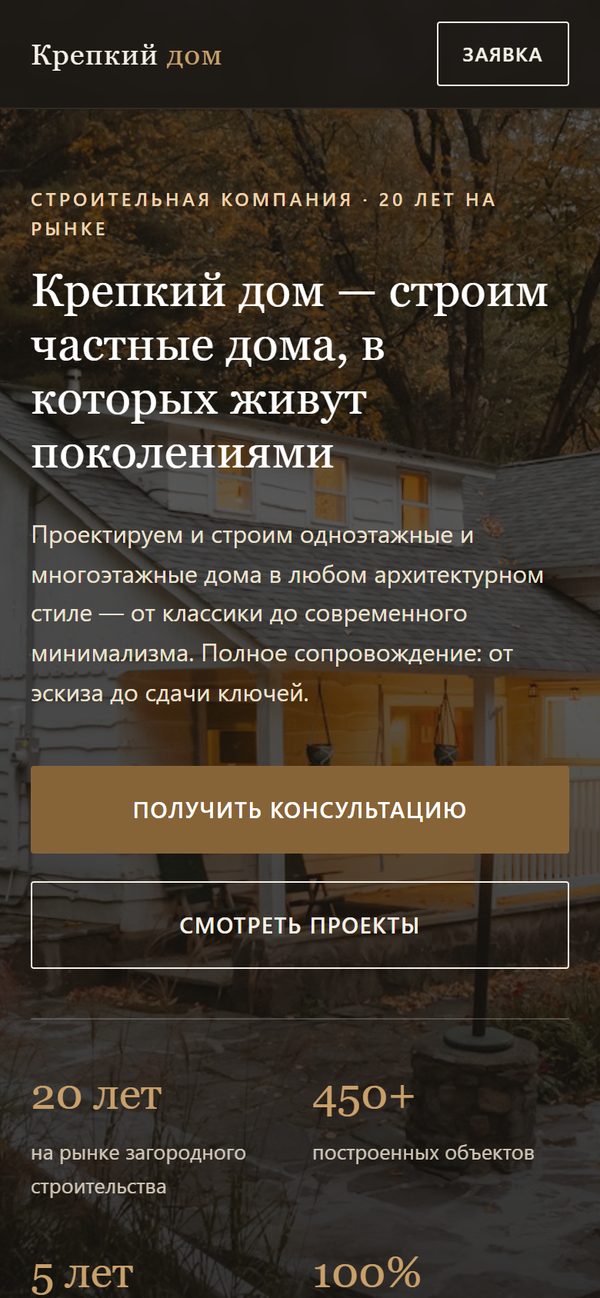 Крепкий дом
ЗАЯВКА
СТРОИТЕЛЬНАЯ КОМПАНИЯ · 20 ЛЕТ НА
РЫНКЕ
Крепкий дом — строим
частные дома, в
которых живут
поколениями
Проектируем и строим одноэтажные и
многоэтажные дома в любом архитектурном
стиле — от классики до современного
минимализма. Полное сопровождение: от
эскиза до сдачи ключей.
ПОЛУЧИТЬ КОНСУЛЬТАЦИЮ
СМОТРЕТЬ ПРОЕКТЫ
20 лет
на рынке загородного
строительства
450+
построенных объектов
5 лет
100%